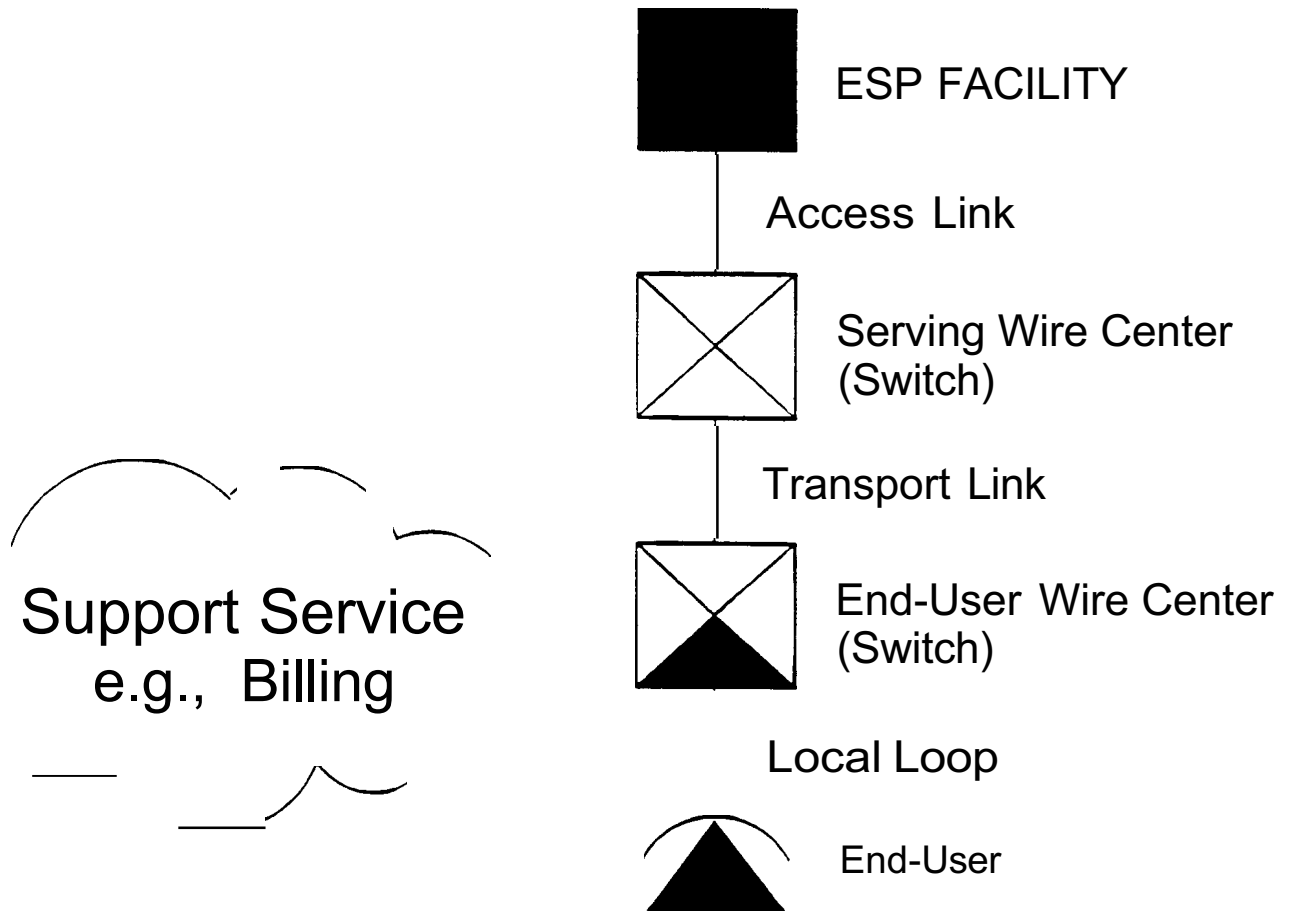 ESP FACILITY
Access Link
Serving Wire Center
(Switch)
Transport Link
End-User Wire Center
(Switch)
Local Loop
End-User
Support Service
e.g., Billing